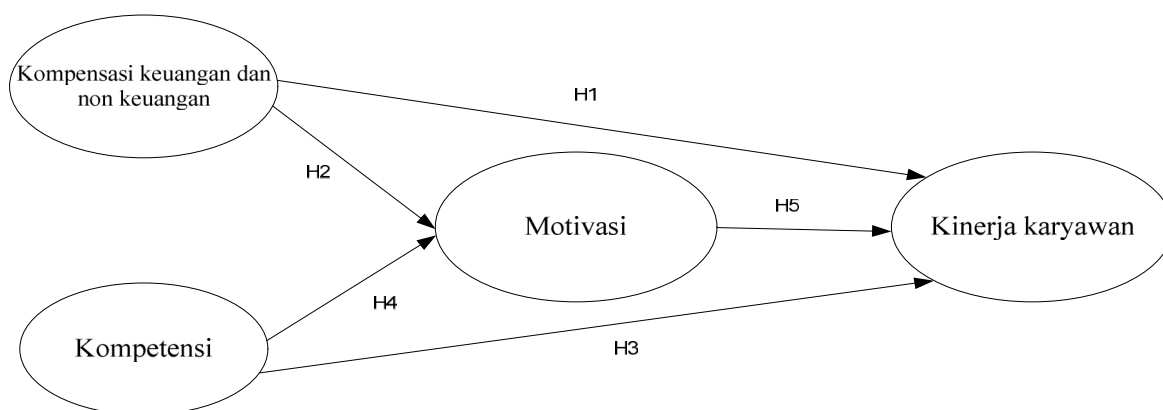 Kompensasi keuangan dan
non keuangan
H1
H2
Motivasi
H5
Kinerja karyawan
H4
Kompetensi
H3